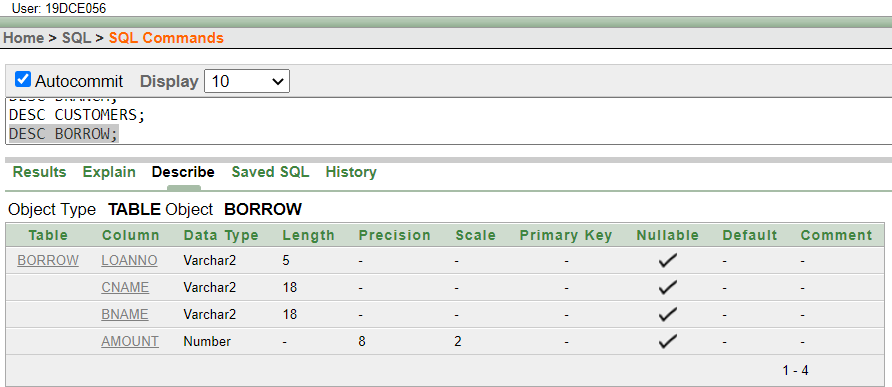 User: 19DCE056
Home > SQL > SQL Commands
Autocommit Display 10
DESC BRANCH;
DESC CUSTOMERS;
DESC BORROW;
Results Explain Describe Saved SQL History
Object Type TABLE Object BORROW
Table Column Data Type Length Precision Scale Primary Key Nullable Default Comment
BORROW LOANNO Varchar2 5 - - - - -
CNAME Varchar2 18 - - - - -
BNAME Varchar2 18 - - - - -
AMOUNT Number - 8 2 - - -
1 - 4